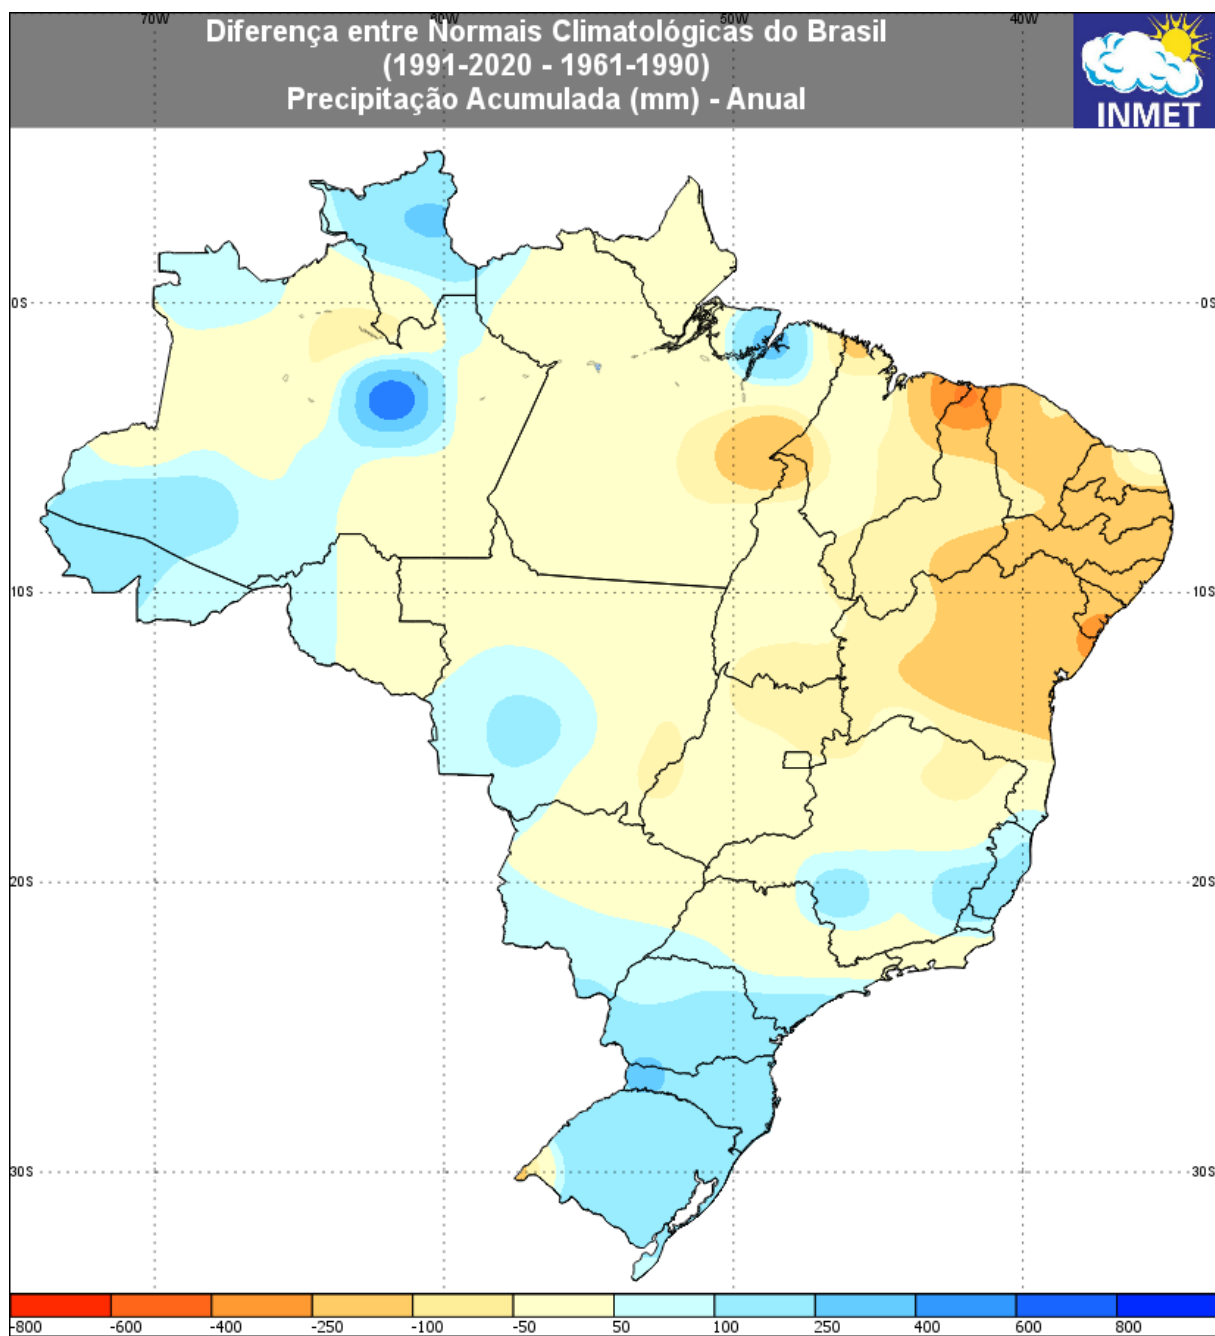 70W 60W 50W 40W
Diferença entre Normais Climatológicas do Brasil
(1991-2020 - 1961-1990)
Precipitação Acumulada (mm) - Anual
INMET
0S 0S
10S 10S
20S 20S
30S 30S
-800 -600 -400 -250 -100 -50 50 100 250 400 600 800